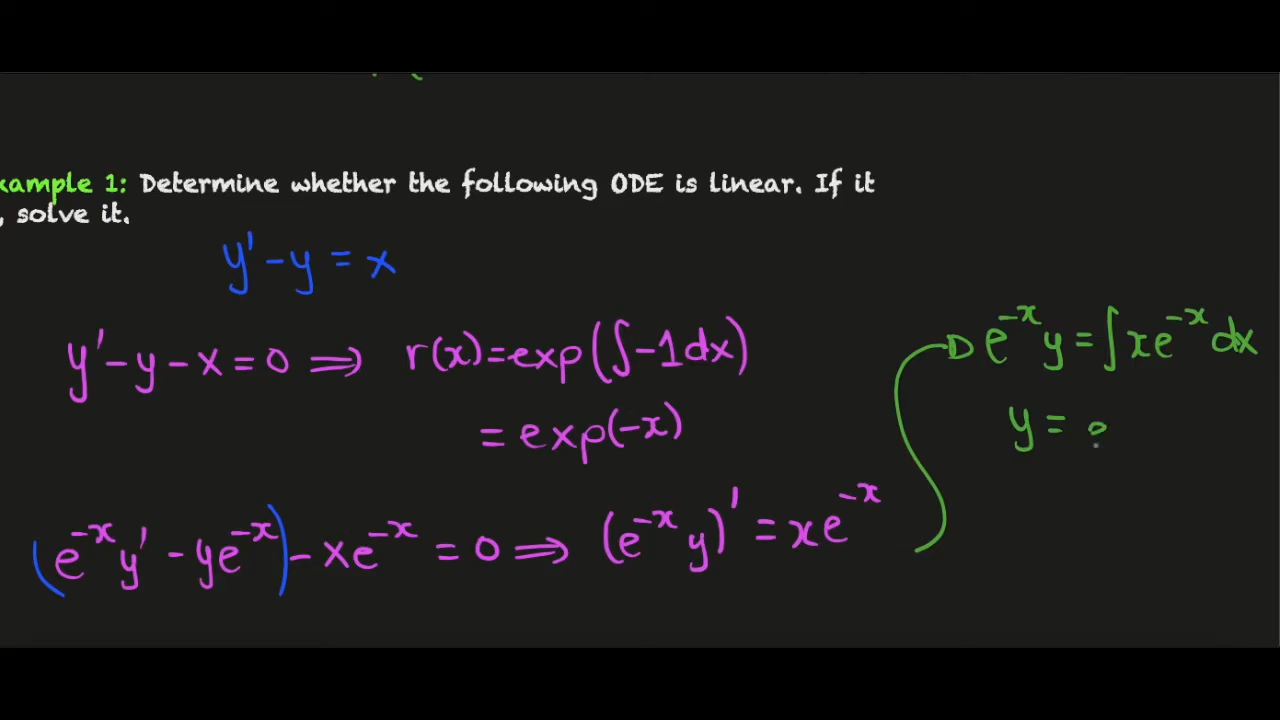 xample 1: Determine whether the following ODE is linear. If it
, solve it.
y' - y = x
y' - y - x = 0 ⟹ r(x) = exp(∫ -1dx)
= exp(-x)
(e^{-x} y' - ye^{-x}) - xe^{-x} = 0 ⟹ (e^{-x} y)' = xe^{-x}
e^{-x} y = ∫ xe^{-x} dx
y = ?